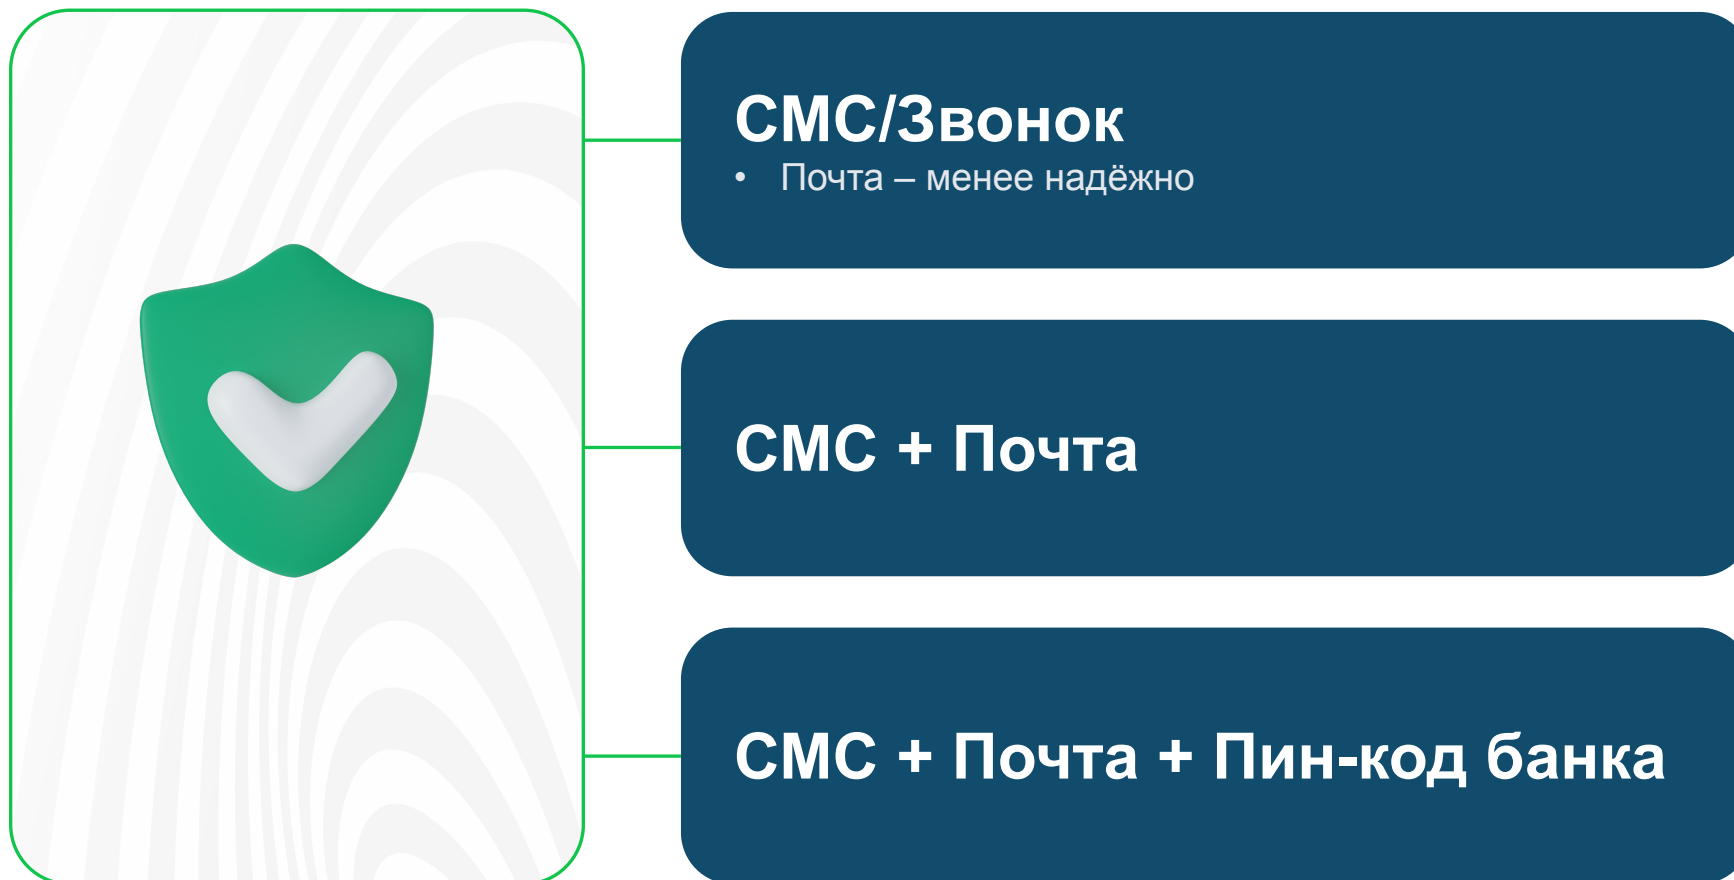 СМС/Звонок
• Почта – менее надёжно
СМС + Почта
СМС + Почта + Пин-код банка